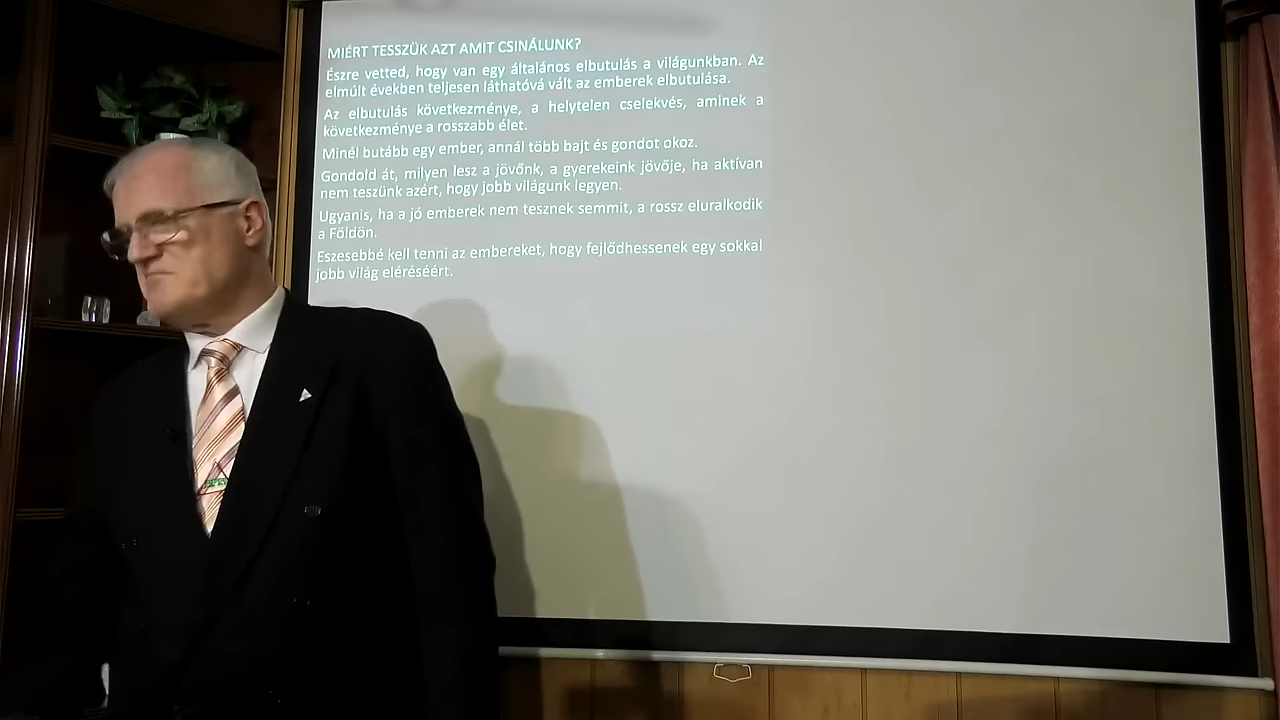 MIÉRT TESSZÜK AZT AMIT CSINÁLUNK?
Észre vetted, hogy van egy általános elbutulás a világunkban. Az
elmúlt években teljesen láthatóvá vált az emberek elbutulása.
Az elbutulás következménye, a helytelen cselekvés, aminek a
következménye a rosszabb élet.
Minél butább egy ember, annál több bajt és gondot okoz.
Gondold át, milyen lesz a jövőnk, a gyerekeink jövője, ha aktívan
nem teszünk azért, hogy jobb világunk legyen.
Ugyanis, ha a jó emberek nem tesznek semmit, a rossz eluralkodik
a Földön.
Eszesebbé kell tenni az embereket, hogy fejlődhessenek egy sokkal
jobb világ eléréséért.